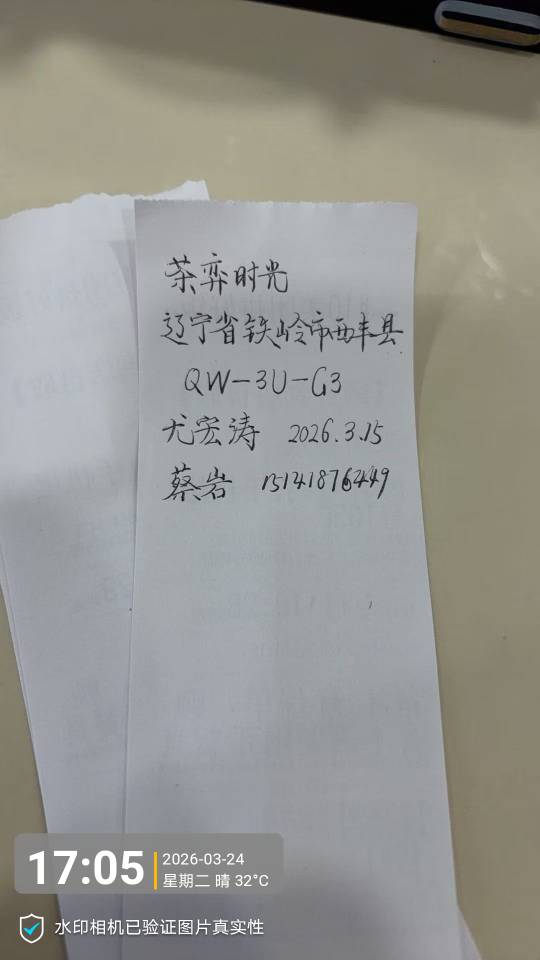 茶弈时光
辽宁省铁岭市西丰县
QW-3U-G3
尤宏涛 2026.3.15
蔡岩 15141876449
17:05
2026-03-24
星期二 晴 32°C
水印相机已验证图片真实性